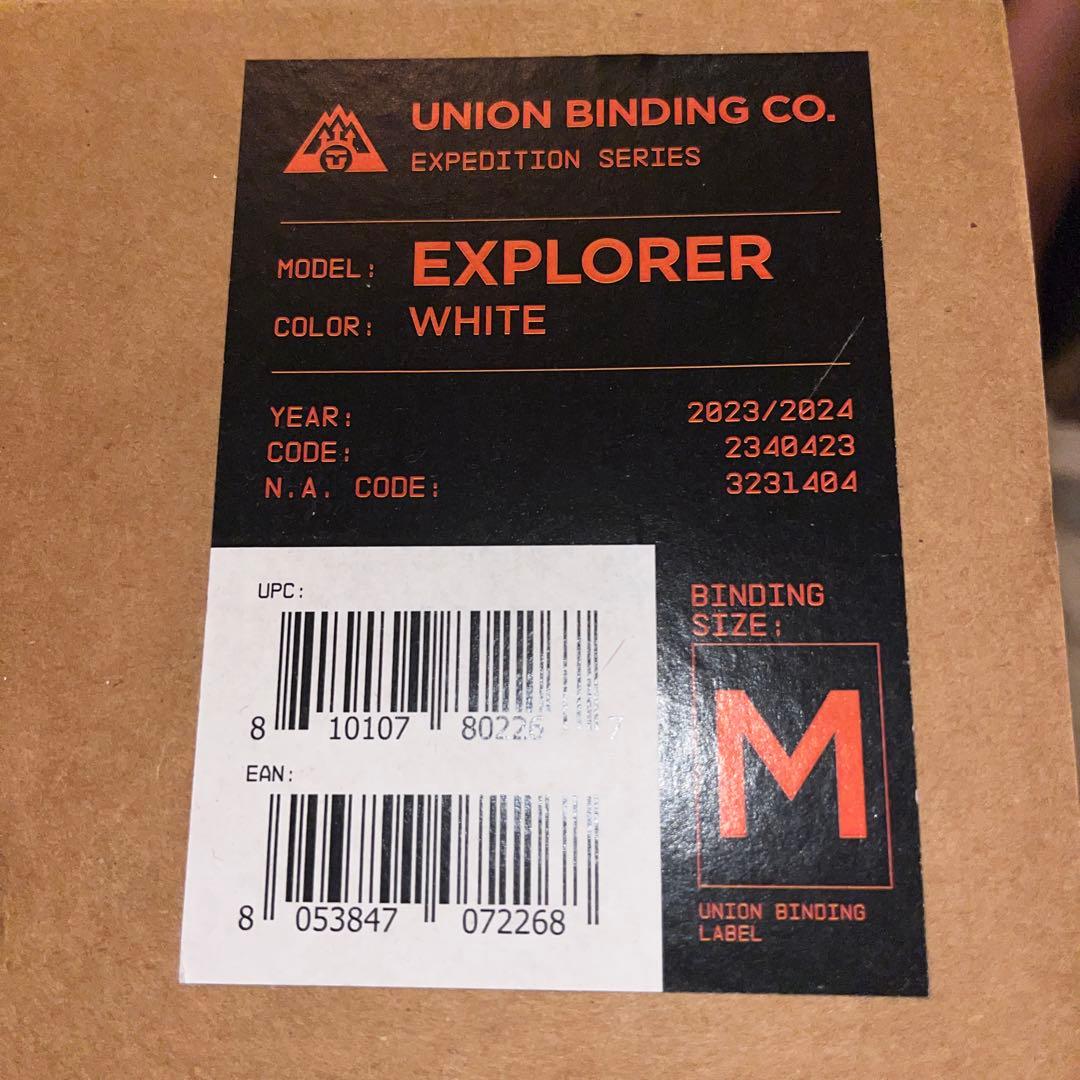 UNION BINDING CO.
EXPEDITION SERIES
MODEL: EXPLORER
COLOR: WHITE
YEAR: 2023/2024
CODE: 2340423
N.A. CODE: 3231404
UPC:
8 10107 80226 7
EAN:
8 053847 072268
BINDING
SIZE:
M
UNION BINDING
LABEL